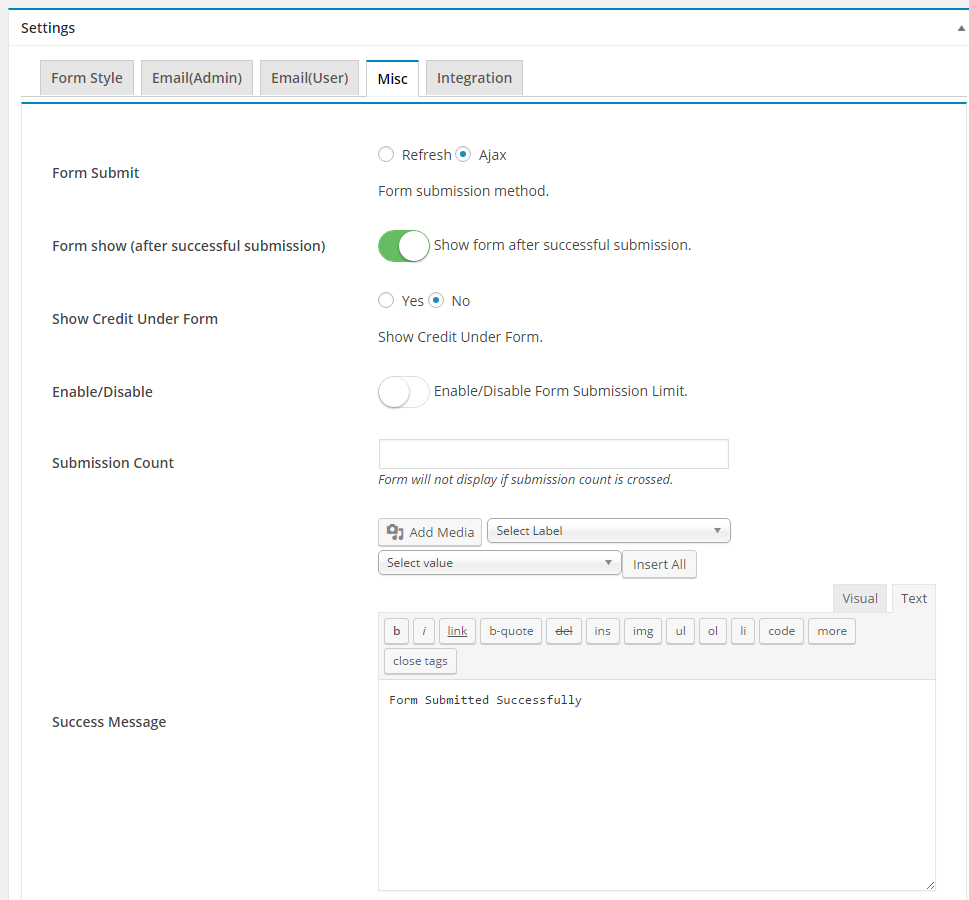 Settings
Form Style Email(Admin) Email(User) Misc Integration
Refresh Ajax
Form Submit
Form submission method.
Form show (after successful submission) Show form after successful submission.
Yes No
Show Credit Under Form
Show Credit Under Form.
Enable/Disable Enable/Disable Form Submission Limit.
Submission Count
Form will not display if submission count is crossed.
Add Media Select Label
Select value Insert All
Visual Text
b i link b-quote del ins img ul ol li code more
close tags
Form Submitted Successfully
Success Message